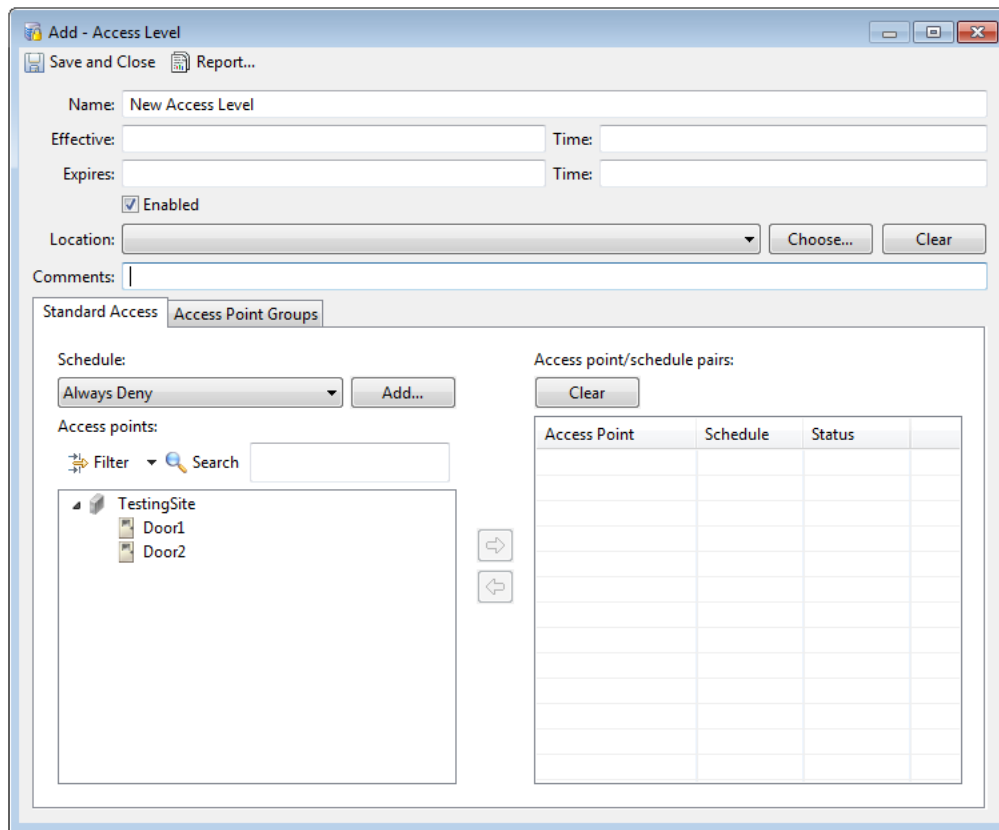 Add - Access Level
Save and Close Report...
Name: New Access Level
Effective: Time:
Expires: Time:
Enabled
Location: Choose... Clear
Comments:
Standard Access Access Point Groups
Schedule: Access point/schedule pairs:
Always Deny Add... Clear
Access points:
Access Point Schedule Status
Filter Search
TestingSite
Door1
Door2